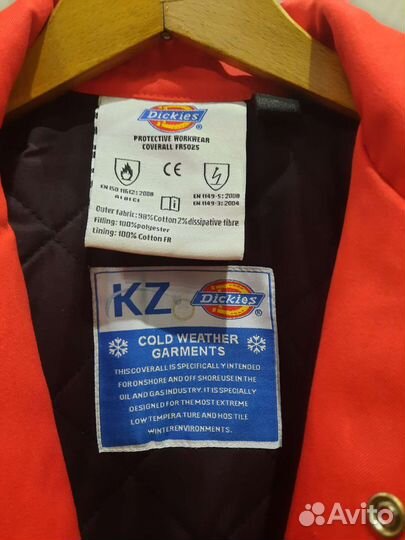 Dickies
PROTECTIVE WORKWEAR
COVERALL FR5025
CE
EN ISO 11612: 2008
A1 B1 C1
EN 1149-5: 2008
EN 1149-3: 2004
Outer fabric: 98% Cotton 2% dissipative fibre
Filling: 100% polyester
Lining: 100% Cotton FR
KZ
Dickies
COLD WEATHER
GARMENTS
THIS COVERALL IS SPECIFICALLY INTENDED
FOR ONSHORE AND OFF SHORE USE IN THE
OIL AND GAS INDUSTRY. IT IS SPECIALLY
DESIGNED FOR THE MOST EXTREME
LOW TEMPERATURE AND HOSTILE
WINTER ENVIRONMENTS.
Avito